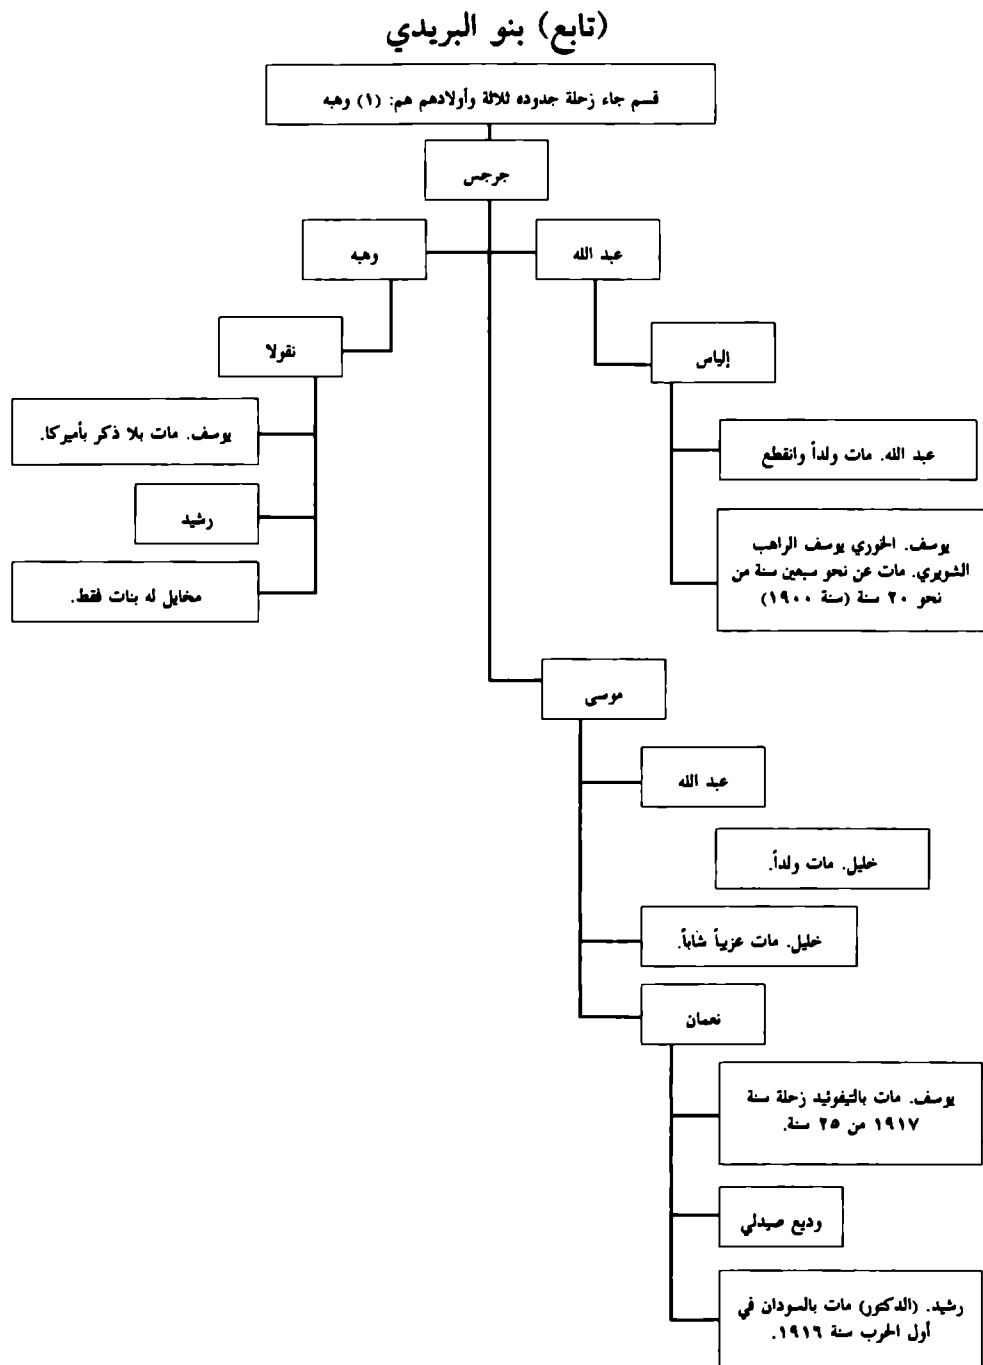 (تابع) بنو البريدي
قسم جاء زحلة جدوده ثلاثة وأولادهم هم: (١) وهبه
جرجس
عبد الله
وهبه
إلياس
نقولا
عبد الله. مات ولداً وانقطع
يوسف. الخوري يوسف الراهب
الشويري. مات عن نحو سبعين سنة من
نحو ٢٠ سنة (سنة ١٩٠٠)
يوسف. مات بلا ذكر بأميركا.
رشيد
مخايل له بنات فقط.
موسى
عبد الله
خليل. مات ولداً.
خليل. مات عزيباً شاباً.
نعمان
يوسف. مات بالتيفوئيد زحلة سنة
١٩١٧ من ٢٥ سنة.
وديع صيدلي
رشيد. (الدكتور) مات بالسودان في
أول الحرب سنة ١٩١٦.